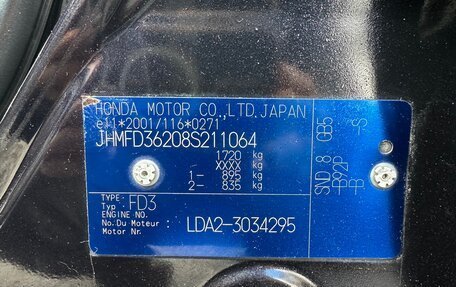 HONDA MOTOR CO.,LTD.JAPAN
e11*2001/116*0271
JHMFD36208S211064
1720 kg
XXXX kg
1- 895 kg
2- 835 kg
TYPE:
Typ: FD3
ENGINE NO.
No.Du Moteur:
Motor Nr. LDA2-3034295